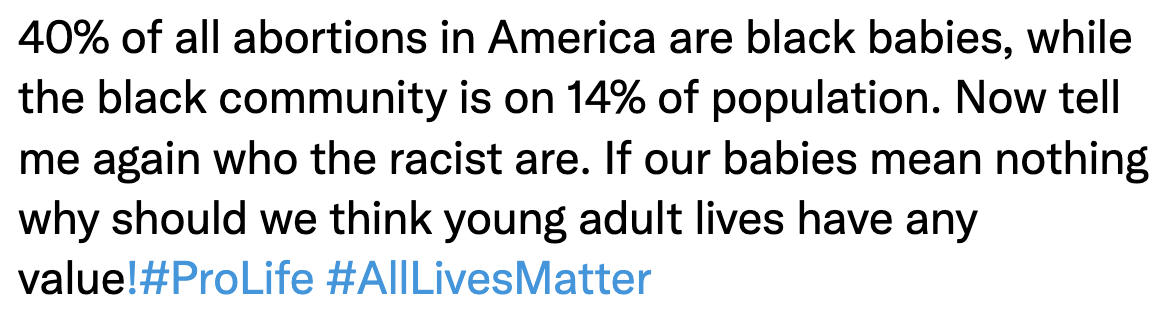 40% of all abortions in America are black babies, while
the black community is on 14% of population. Now tell
me again who the racist are. If our babies mean nothing
why should we think young adult lives have any
value!#ProLife #AllLivesMatter